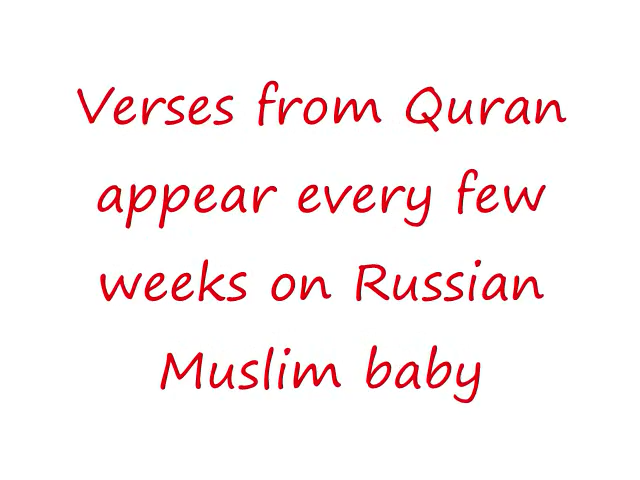 Verses from Quran
appear every few
weeks on Russian
Muslim baby